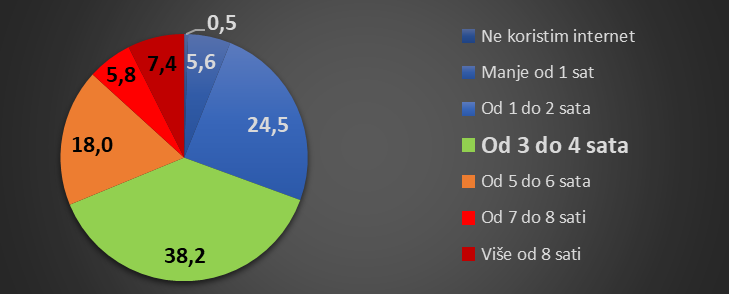 0,5
5,6
24,5
38,2
18,0
5,8
7,4
Ne koristim internet
Manje od 1 sat
Od 1 do 2 sata
Od 3 do 4 sata
Od 5 do 6 sata
Od 7 do 8 sati
Više od 8 sati